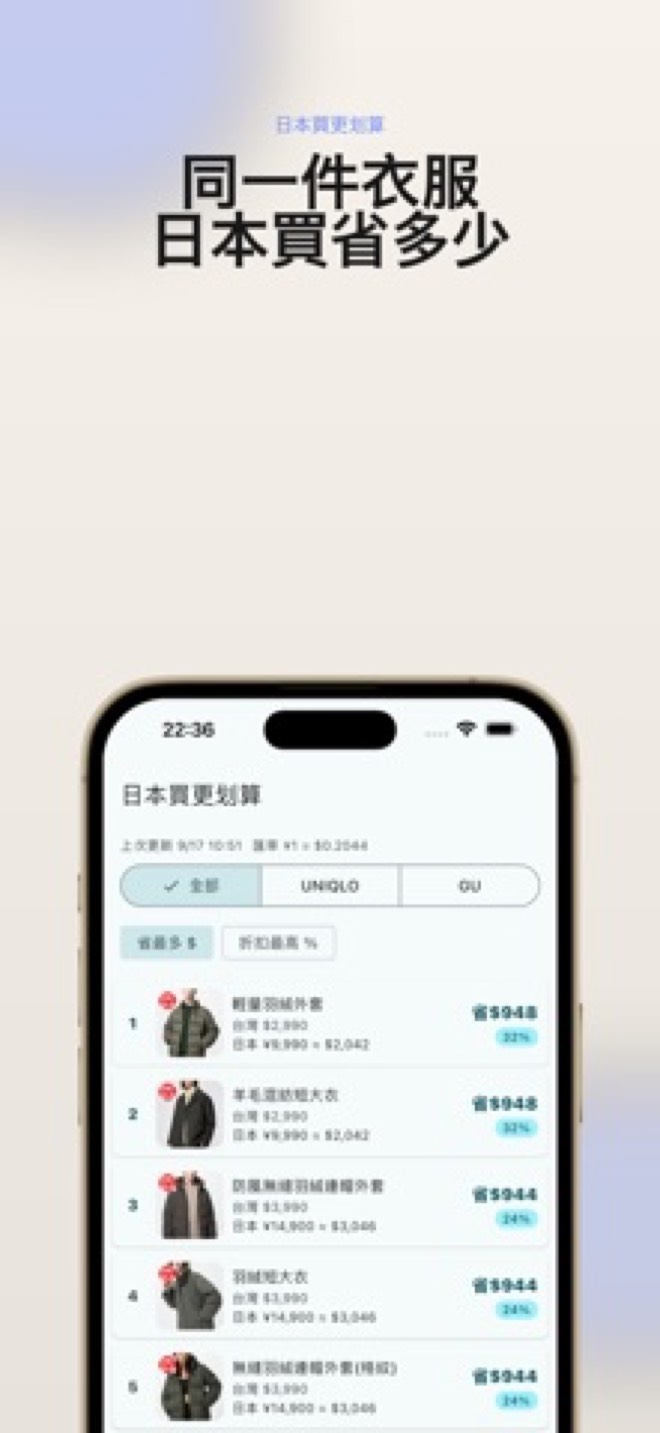 日本買更划算
同一件衣服
日本買省多少
22:36
日本買更划算
上次更新 9/17 10:51 匯率 ¥1 = $0.2044
✓ 全部
UNIQLO
GU
省最多 $
折扣最高 %
1
輕量羽絨外套
台灣 $2,990
日本 ¥9,990 ≈ $2,042
省$948
32%
2
羊毛混紡短大衣
台灣 $2,990
日本 ¥9,990 ≈ $2,042
省$948
32%
3
防風無縫羽絨連帽外套
台灣 $3,990
日本 ¥14,900 ≈ $3,046
省$944
24%
4
羽絨短大衣
台灣 $3,990
日本 ¥14,900 ≈ $3,046
省$944
24%
5
無縫羽絨連帽外套(格紋)
台灣 $3,990
日本 ¥14,900 ≈ $3,046
省$944
24%